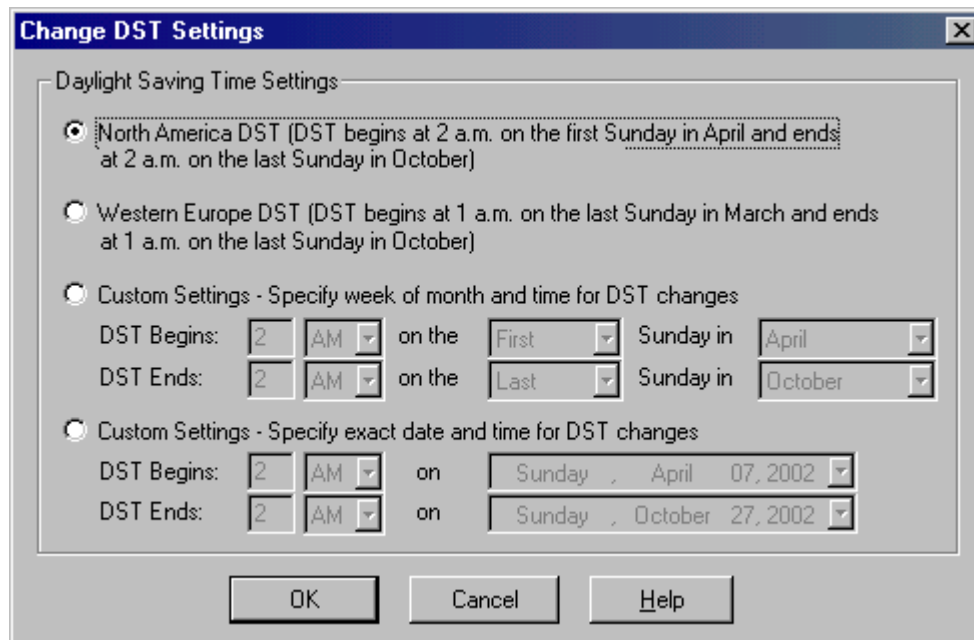 Change DST Settings
Daylight Saving Time Settings
North America DST (DST begins at 2 a.m. on the first Sunday in April and ends
at 2 a.m. on the last Sunday in October)
Western Europe DST (DST begins at 1 a.m. on the last Sunday in March and ends
at 1 a.m. on the last Sunday in October)
Custom Settings - Specify week of month and time for DST changes
DST Begins: 2 AM on the First Sunday in April
DST Ends: 2 AM on the Last Sunday in October
Custom Settings - Specify exact date and time for DST changes
DST Begins: 2 AM on Sunday , April 07, 2002
DST Ends: 2 AM on Sunday , October 27, 2002
OK Cancel Help